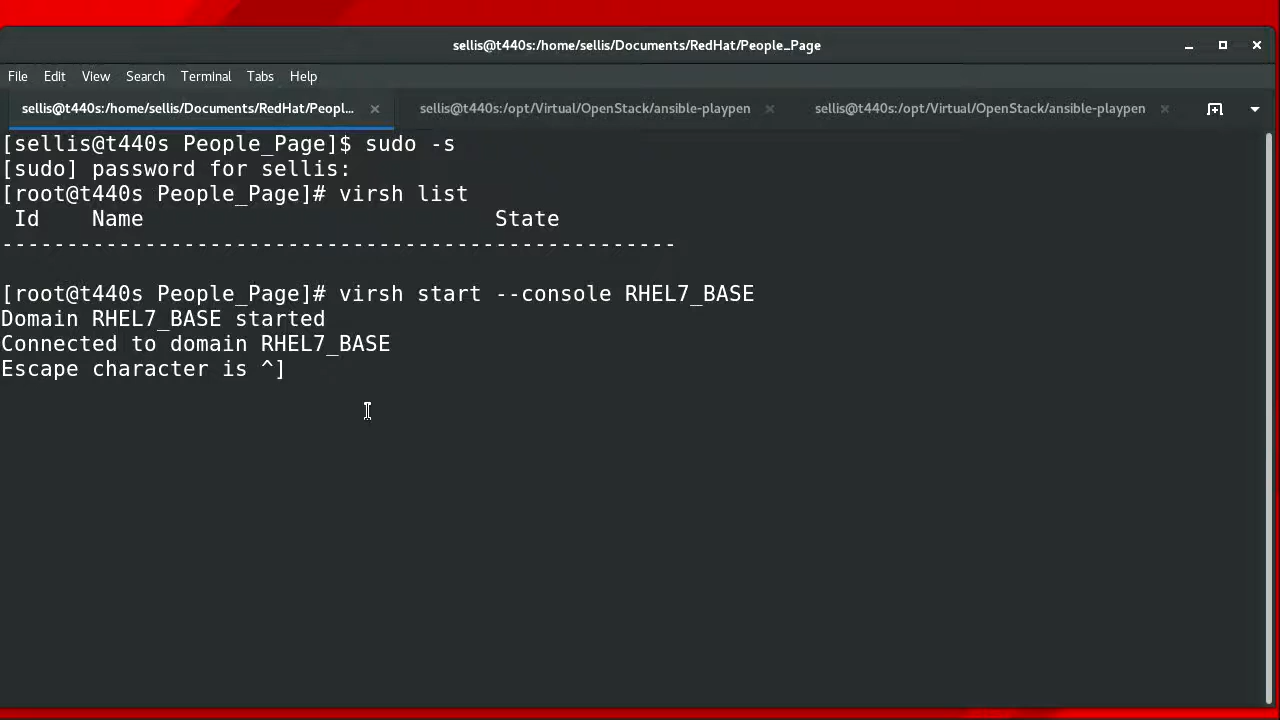 sellis@t440s:/home/sellis/Documents/RedHat/People_Page
File Edit View Search Terminal Tabs Help
sellis@t440s:/home/sellis/Documents/RedHat/Peopl... sellis@t440s:/opt/Virtual/OpenStack/ansible-playpen sellis@t440s:/opt/Virtual/OpenStack/ansible-playpen
[sellis@t440s People_Page]$ sudo -s
[sudo] password for sellis:
[root@t440s People_Page]# virsh list
Id Name State
----------------------------------------------------
[root@t440s People_Page]# virsh start --console RHEL7_BASE
Domain RHEL7_BASE started
Connected to domain RHEL7_BASE
Escape character is ^]